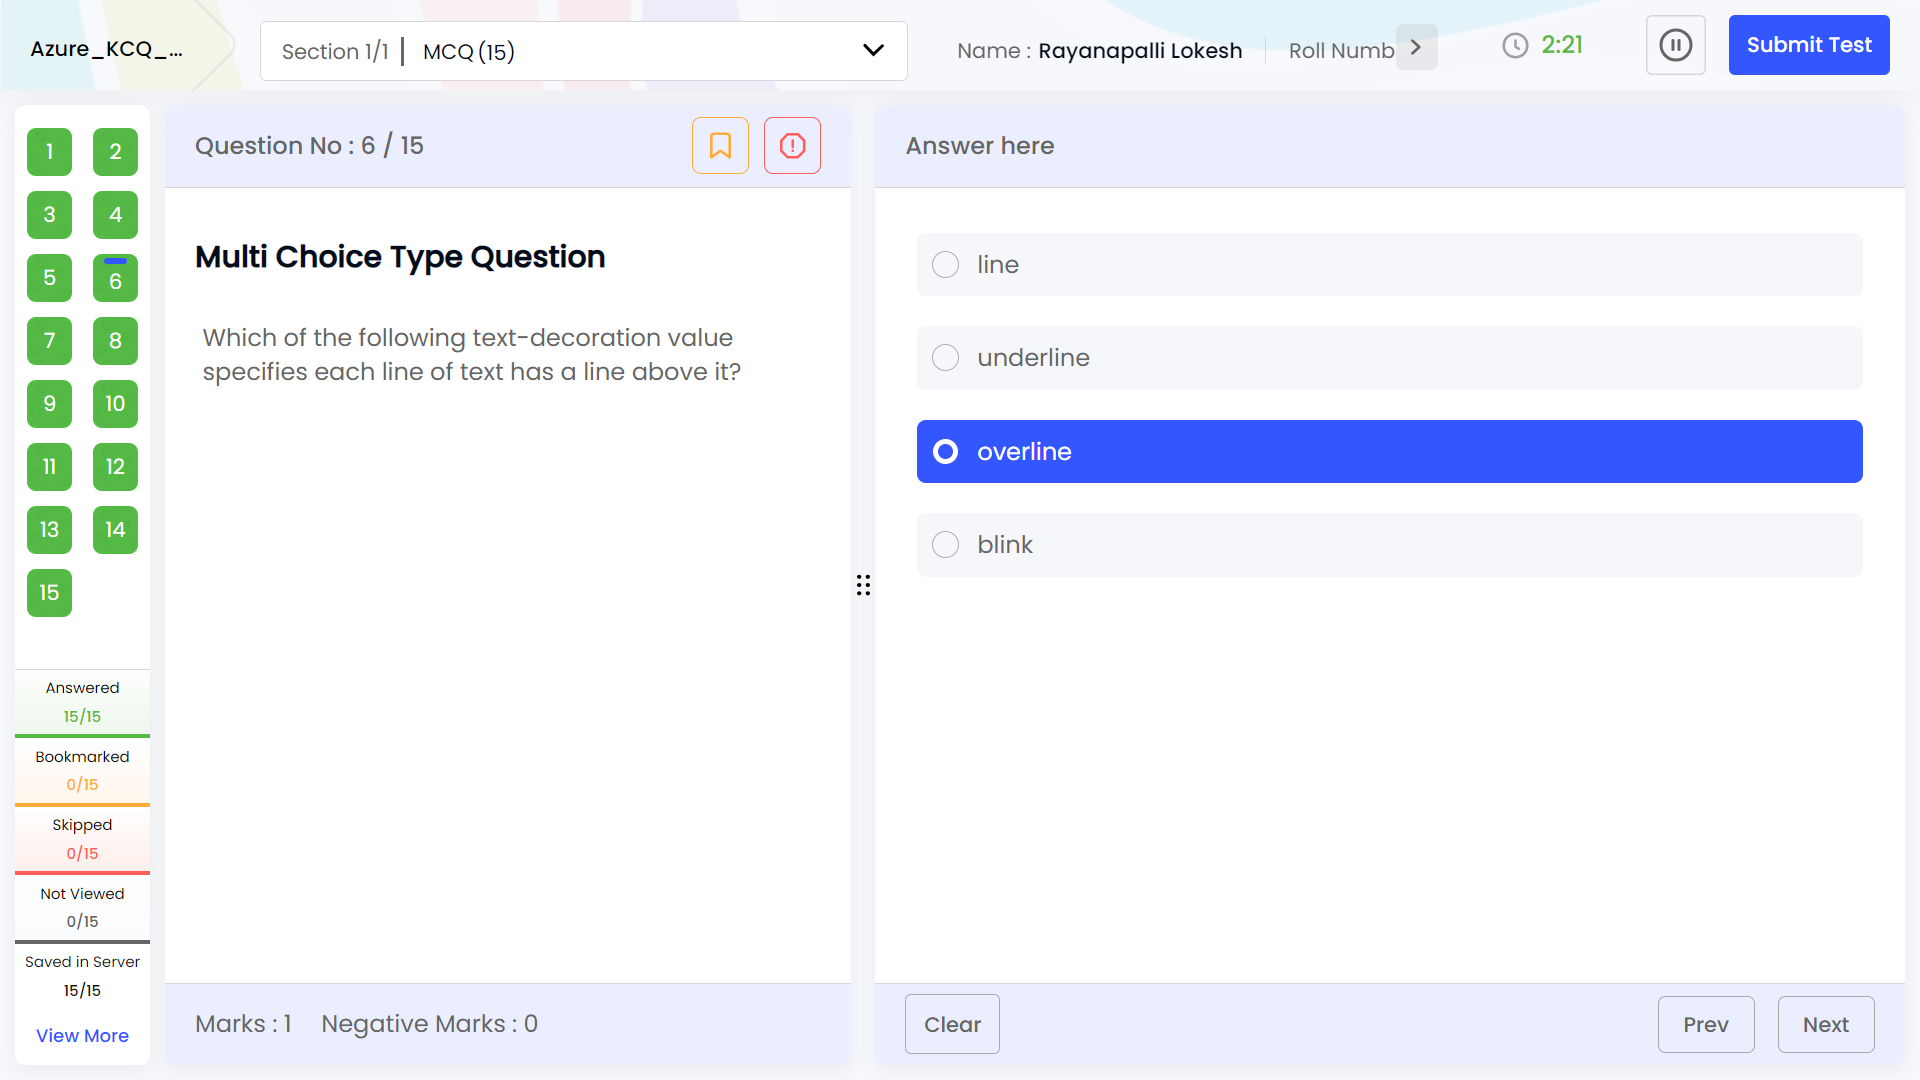 Azure_KCQ_...
Section 1/1 | MCQ (15)
Name : Rayanapalli Lokesh
Roll Numb
2:21
Submit Test
1 2
3 4
5 6
7 8
9 10
11 12
13 14
15
Answered
15/15
Bookmarked
0/15
Skipped
0/15
Not Viewed
0/15
Saved in Server
15/15
View More
Question No : 6 / 15
Multi Choice Type Question
Which of the following text-decoration value
specifies each line of text has a line above it?
Marks : 1 Negative Marks : 0
Answer here
line
underline
overline
blink
Clear
Prev
Next